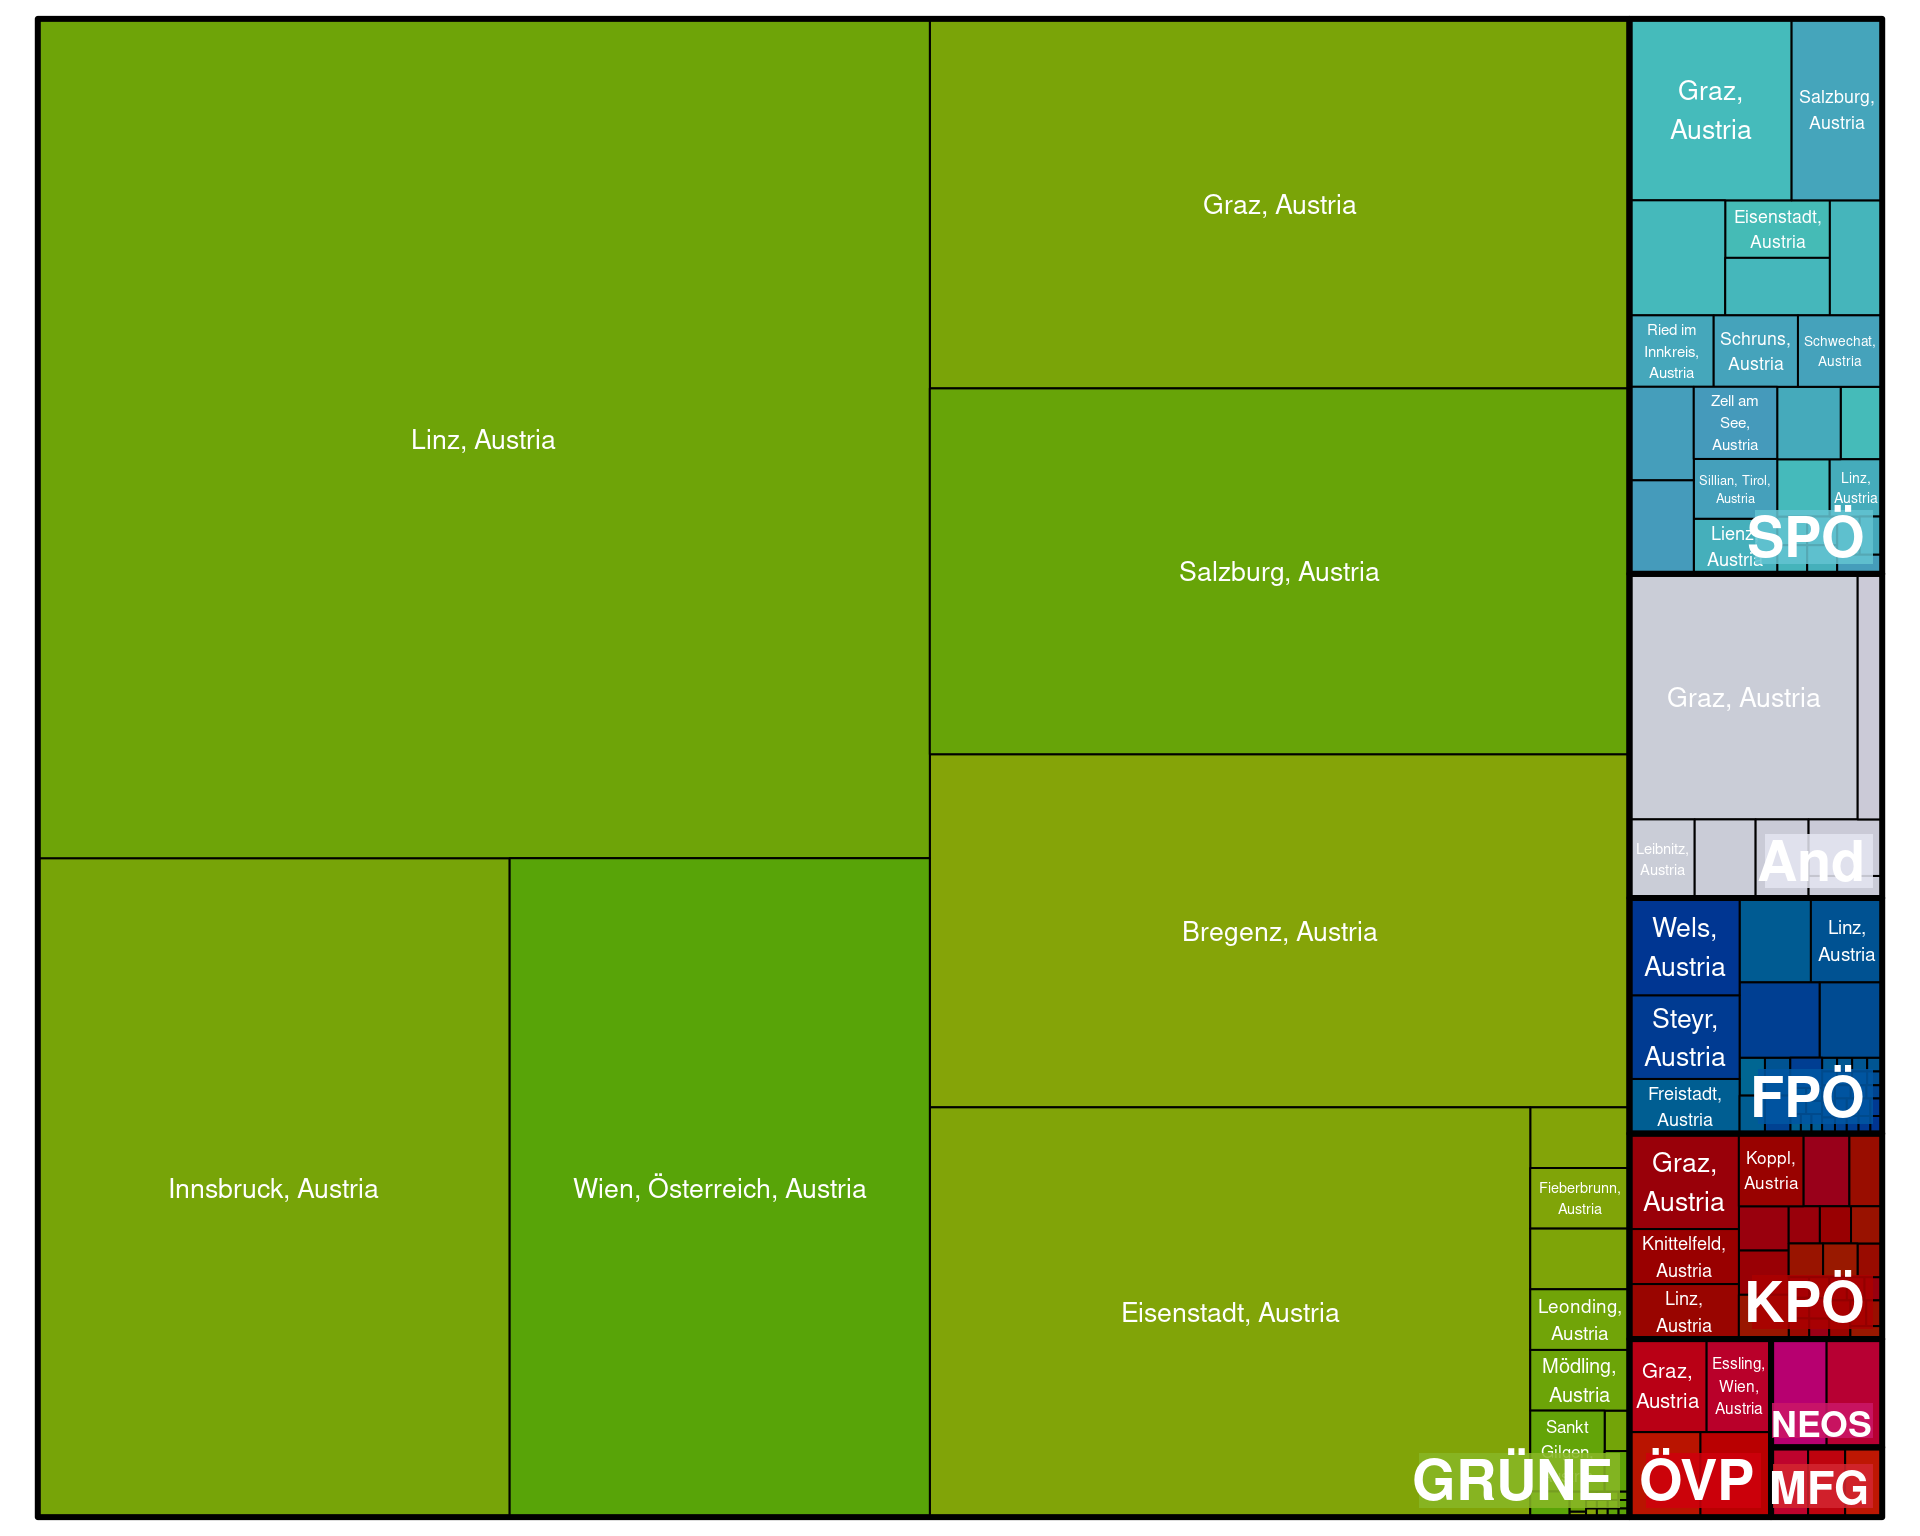 Linz, Austria
Innsbruck, Austria
Wien, Österreich, Austria
Graz, Austria
Salzburg, Austria
Bregenz, Austria
Eisenstadt, Austria
Fieberbrunn,
Austria
Leonding,
Austria
Mödling,
Austria
Sankt
Gilgen,
GRÜNE
Graz,
Austria
Salzburg,
Austria
Eisenstadt,
Austria
Ried im
Innkreis,
Austria
Schruns,
Austria
Schwechat,
Austria
Zell am
See,
Austria
Sillian, Tirol,
Austria
Linz,
Austria
Lienz,
Austria
SPÖ
Graz, Austria
Leibnitz,
Austria
And
Wels,
Austria
Linz,
Austria
Steyr,
Austria
Freistadt,
Austria
FPÖ
Graz,
Austria
Koppl,
Austria
Knittelfeld,
Austria
Linz,
Austria
KPÖ
Graz,
Austria
Essling,
Wien,
Austria
ÖVP
NEOS
MFG